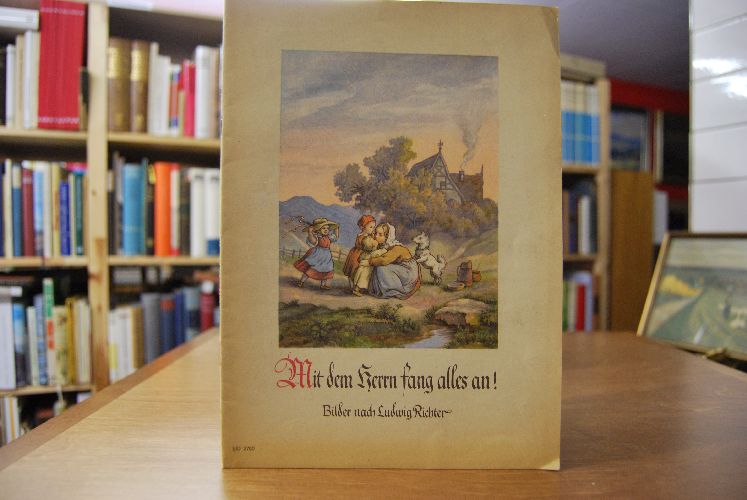 Mit dem Herrn fang alles an!
Bilder nach Ludwig Richter